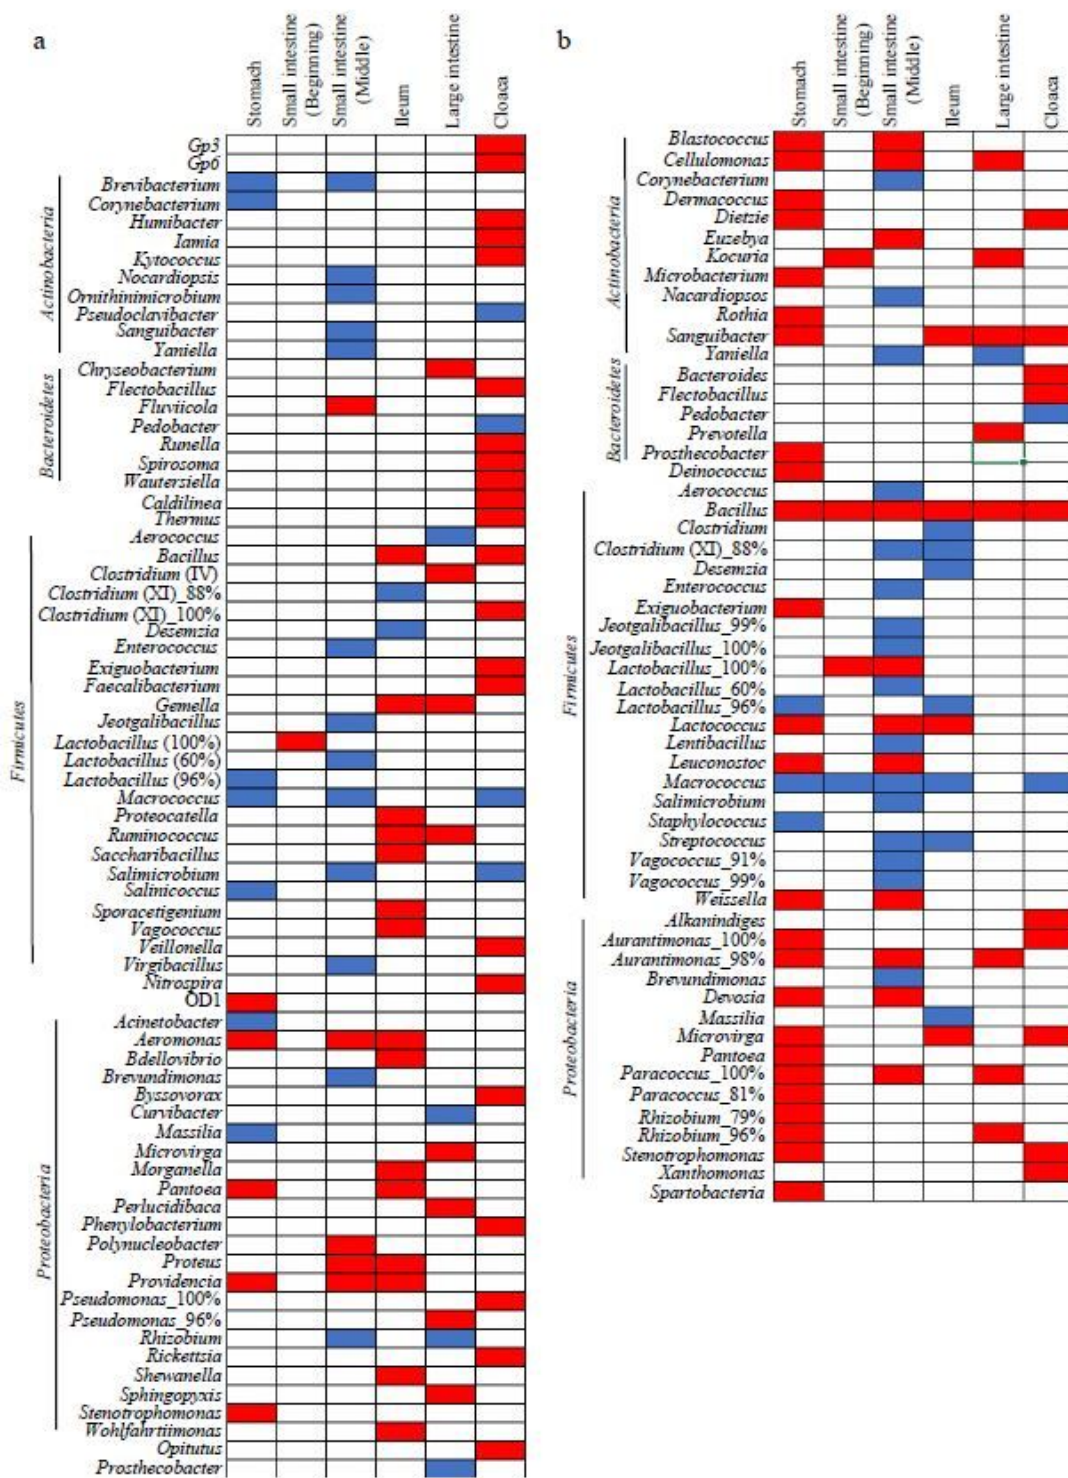 a
Stomach
Small intestine
(Beginning)
Small intestine
(Middle)
Ileum
Large intestine
Cloaca
Gp3
Gp6
Actinobacteria
Brevibacterium
Corynebacterium
Humibacter
Iamia
Kytococcus
Nocardiopsis
Ornithinimicrobium
Pseudoclavibacter
Sanguibacter
Yaniella
Bacteroidetes
Chryseobacterium
Flectobacillus
Fluviicola
Pedobacter
Runella
Spirosoma
Wautersiella
Caldilinea
Thermus
Firmicutes
Aerococcus
Bacillus
Clostridium (IV)
Clostridium (XI)_88%
Clostridium (XI)_100%
Desemzia
Enterococcus
Exiguobacterium
Faecalibacterium
Gemella
Jeotgalibacillus
Lactobacillus (100%)
Lactobacillus (60%)
Lactobacillus (96%)
Macrococcus
Proteocatella
Ruminococcus
Saccharibacillus
Salimicrobium
Salinicoccus
Sporacetigenium
Vagococcus
Veillonella
Virgibacillus
Nitrospira
OD1
Proteobacteria
Acinetobacter
Aeromonas
Bdellovibrio
Brevundimonas
Byssovorax
Curvibacter
Massilia
Microvirga
Morganella
Pantoea
Perlucidibaca
Phenylobacterium
Polynucleobacter
Proteus
Providencia
Pseudomonas_100%
Pseudomonas_96%
Rhizobium
Rickettsia
Shewanella
Sphingopyxis
Stenotrophomonas
Wohlfahrtiimonas
Opitutus
Prosthecobacter
b
Stomach
Small intestine
(Beginning)
Small intestine
(Middle)
Ileum
Large intestine
Cloaca
Actinobacteria
Blastococcus
Cellulomonas
Corynebacterium
Dermacoccus
Dietzie
Euzebya
Kocuria
Microbacterium
Nacardiopsos
Rothia
Sanguibacter
Yaniella
Bacteroidetes
Bacteroides
Flectobacillus
Pedobacter
Prevotella
Prosthecobacter
Deinococcus
Firmicutes
Aerococcus
Bacillus
Clostridium
Clostridium (XI)_88%
Desemzia
Enterococcus
Exiguobacterium
Jeotgalibacillus_99%
Jeotgalibacillus_100%
Lactobacillus_100%
Lactobacillus_60%
Lactobacillus_96%
Lactococcus
Lentibacillus
Leuconostoc
Macrococcus
Salimicrobium
Staphylococcus
Streptococcus
Vagococcus_91%
Vagococcus_99%
Weissella
Proteobacteria
Alkanindiges
Aurantimonas_100%
Aurantimonas_98%
Brevundimonas
Devosia
Massilia
Microvirga
Pantoea
Paracoccus_100%
Paracoccus_81%
Rhizobium_79%
Rhizobium_96%
Stenotrophomonas
Xanthomonas
Spartobacteria